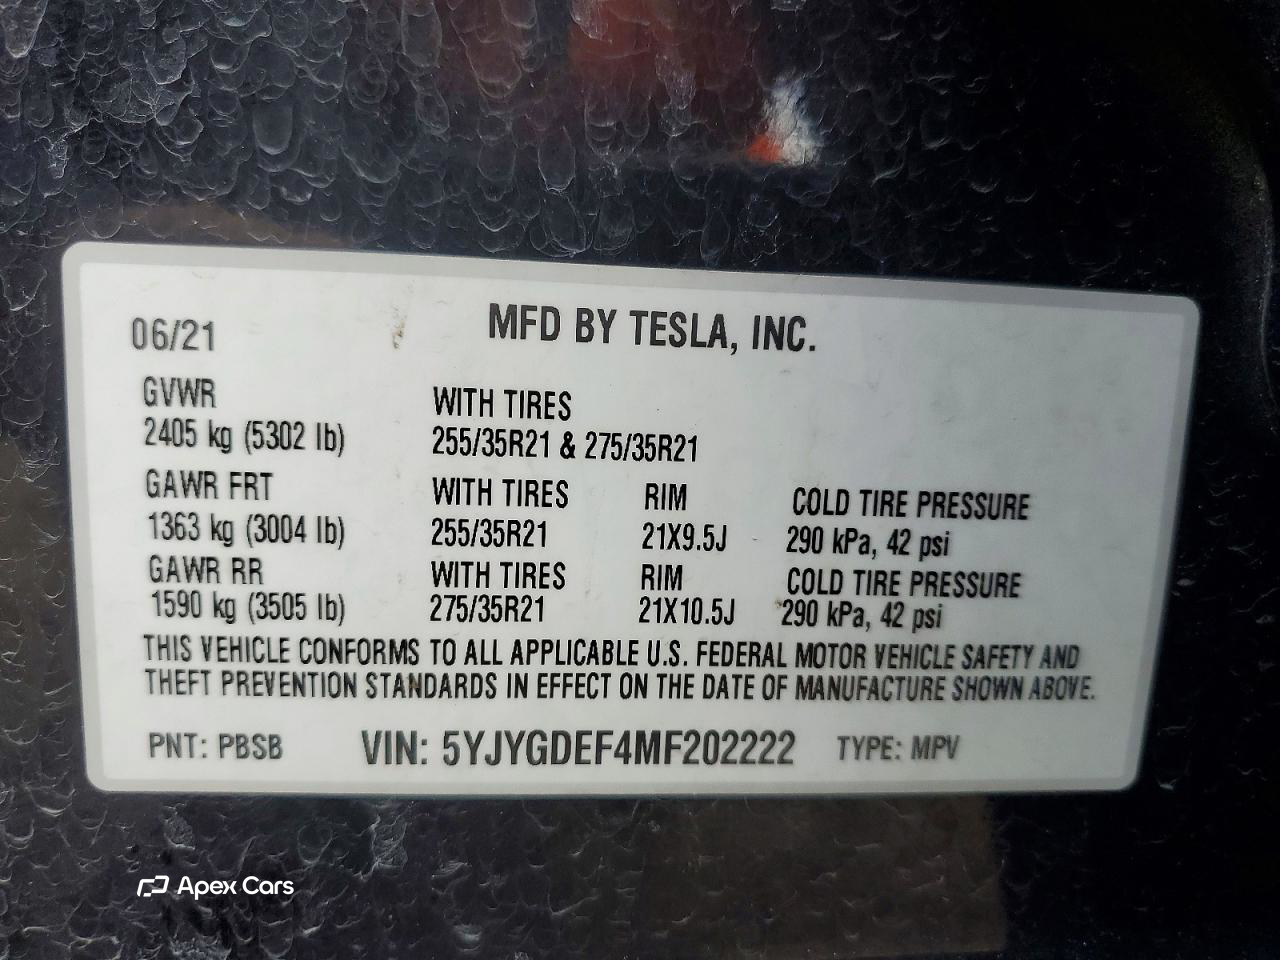 06/21 MFD BY TESLA, INC.
GVWR WITH TIRES
2405 kg (5302 lb) 255/35R21 & 275/35R21
GAWR FRT WITH TIRES RIM COLD TIRE PRESSURE
1363 kg (3004 lb) 255/35R21 21X9.5J 290 kPa, 42 psi
GAWR RR WITH TIRES RIM COLD TIRE PRESSURE
1590 kg (3505 lb) 275/35R21 21X10.5J 290 kPa, 42 psi
THIS VEHICLE CONFORMS TO ALL APPLICABLE U.S. FEDERAL MOTOR VEHICLE SAFETY AND
THEFT PREVENTION STANDARDS IN EFFECT ON THE DATE OF MANUFACTURE SHOWN ABOVE.
PNT: PBSB VIN: 5YJYGDEF4MF202222 TYPE: MPV
Apex Cars